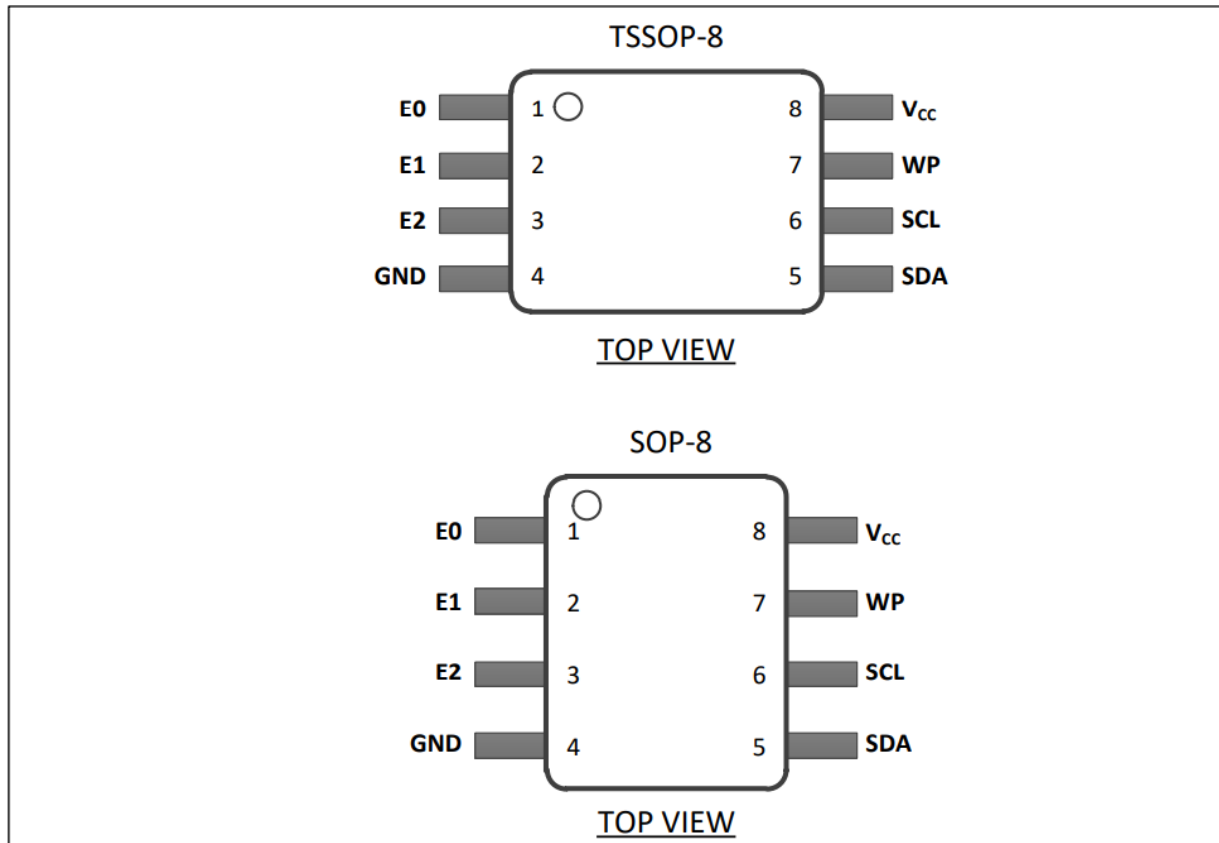 TSSOP-8
E0 1 8 VCC
E1 2 7 WP
E2 3 6 SCL
GND 4 5 SDA
TOP VIEW
SOP-8
E0 1 8 VCC
E1 2 7 WP
E2 3 6 SCL
GND 4 5 SDA
TOP VIEW